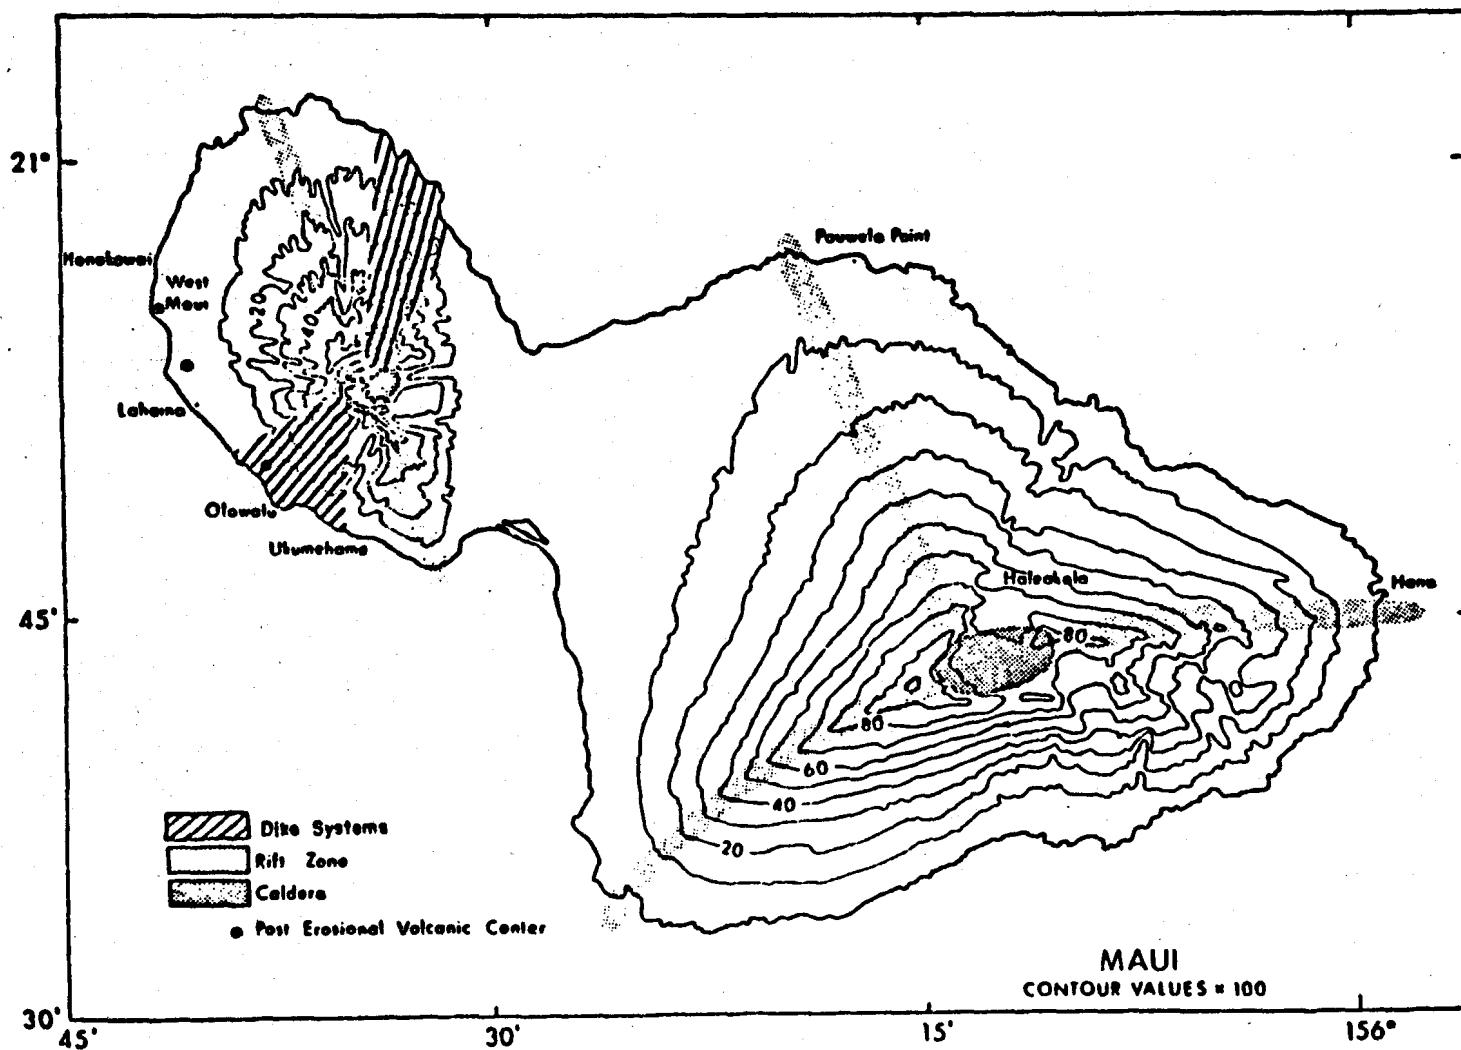 21°
Pauwela Point
Honokawai
West
Maui
20
40
Lahaina
Olowalu
Ukumehame
Haleakala
Hana
45'
80
80
60
40
20
Dike Systems
Rift Zone
Caldera
Post Erosional Volcanic Center
MAUI
CONTOUR VALUES × 100
30'
45'
30'
15'
156°